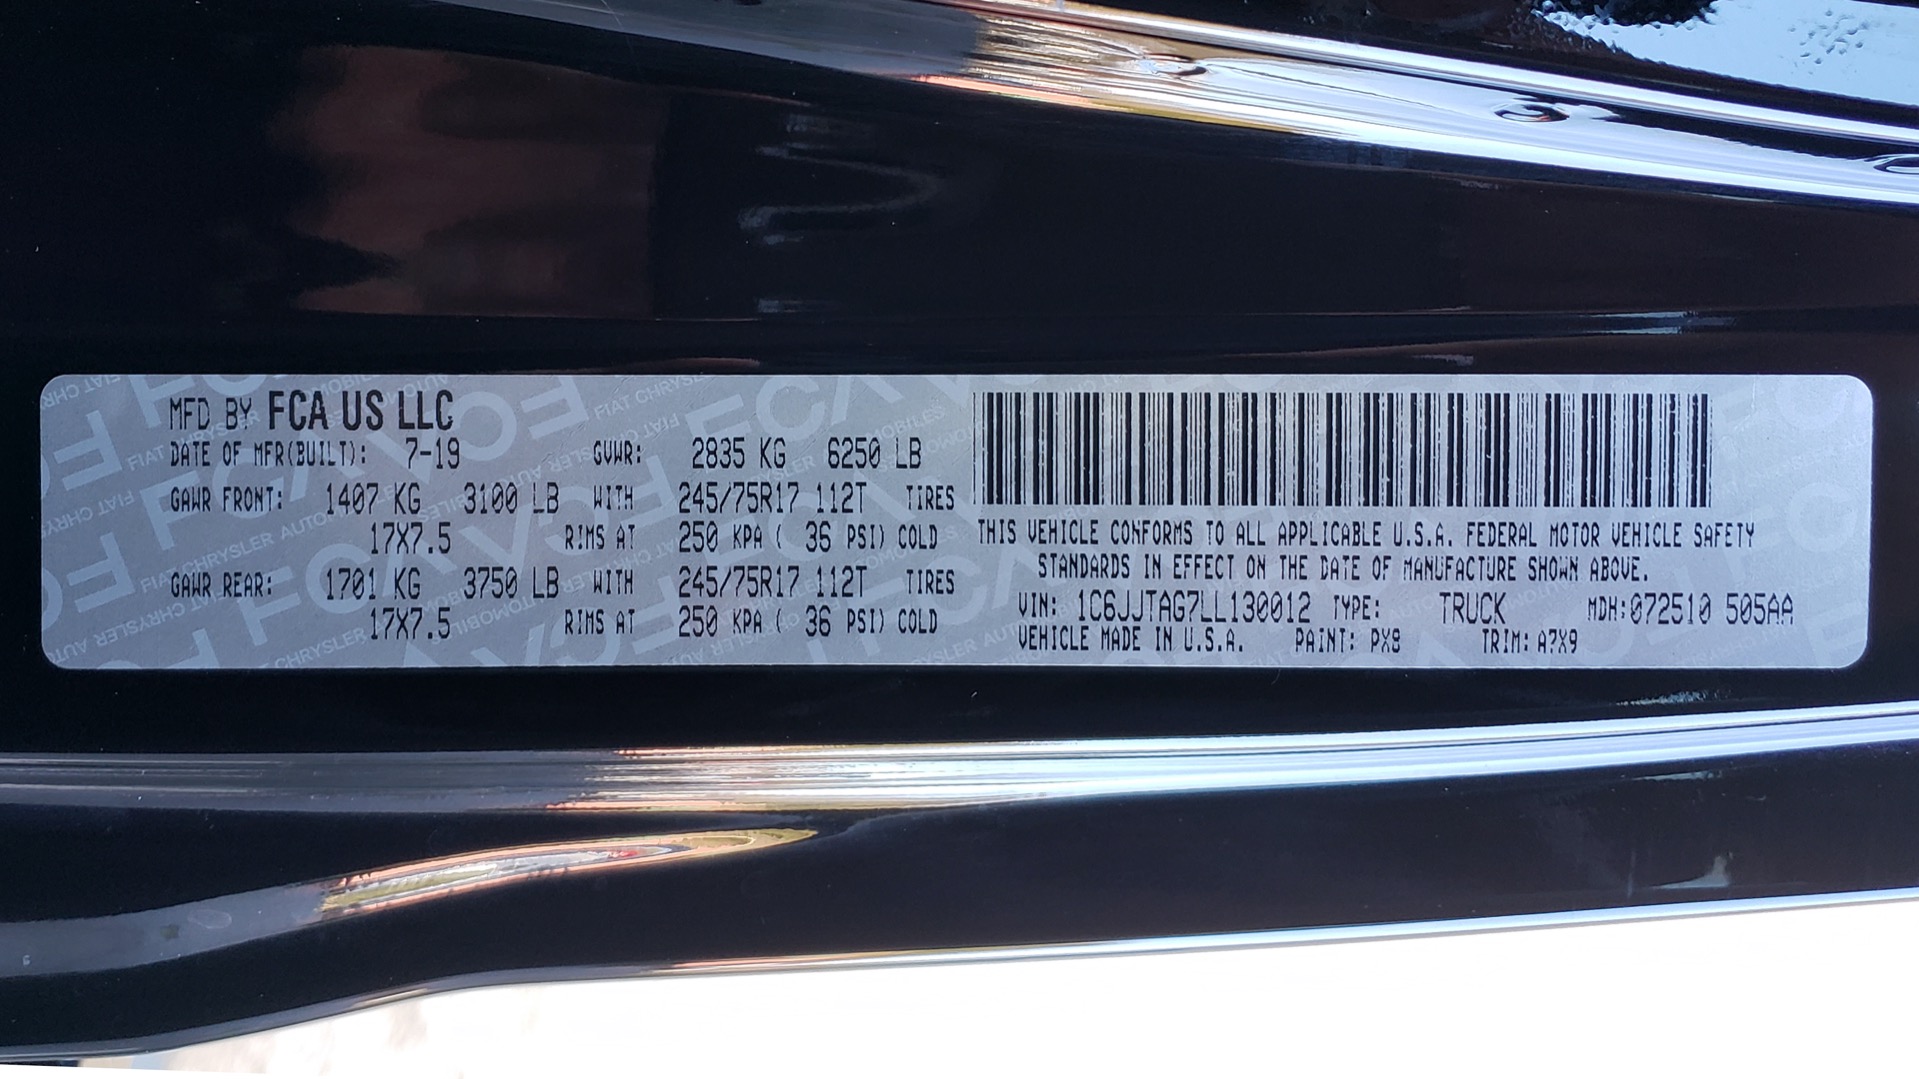 MFD BY FCA US LLC
DATE OF MFR(BUILT): 7-19 GVWR: 2835 KG 6250 LB
GAWR FRONT: 1407 KG 3100 LB WITH 245/75R17 112T TIRES
17X7.5 RIMS AT 250 KPA ( 36 PSI) COLD
GAWR REAR: 1701 KG 3750 LB WITH 245/75R17 112T TIRES
17X7.5 RIMS AT 250 KPA ( 36 PSI) COLD
THIS VEHICLE CONFORMS TO ALL APPLICABLE U.S.A. FEDERAL MOTOR VEHICLE SAFETY
STANDARDS IN EFFECT ON THE DATE OF MANUFACTURE SHOWN ABOVE.
VIN: 1C6JJTAG7LL130012 TYPE: TRUCK MDH:072510 505AA
VEHICLE MADE IN U.S.A. PAINT: PX8 TRIM: A7X9